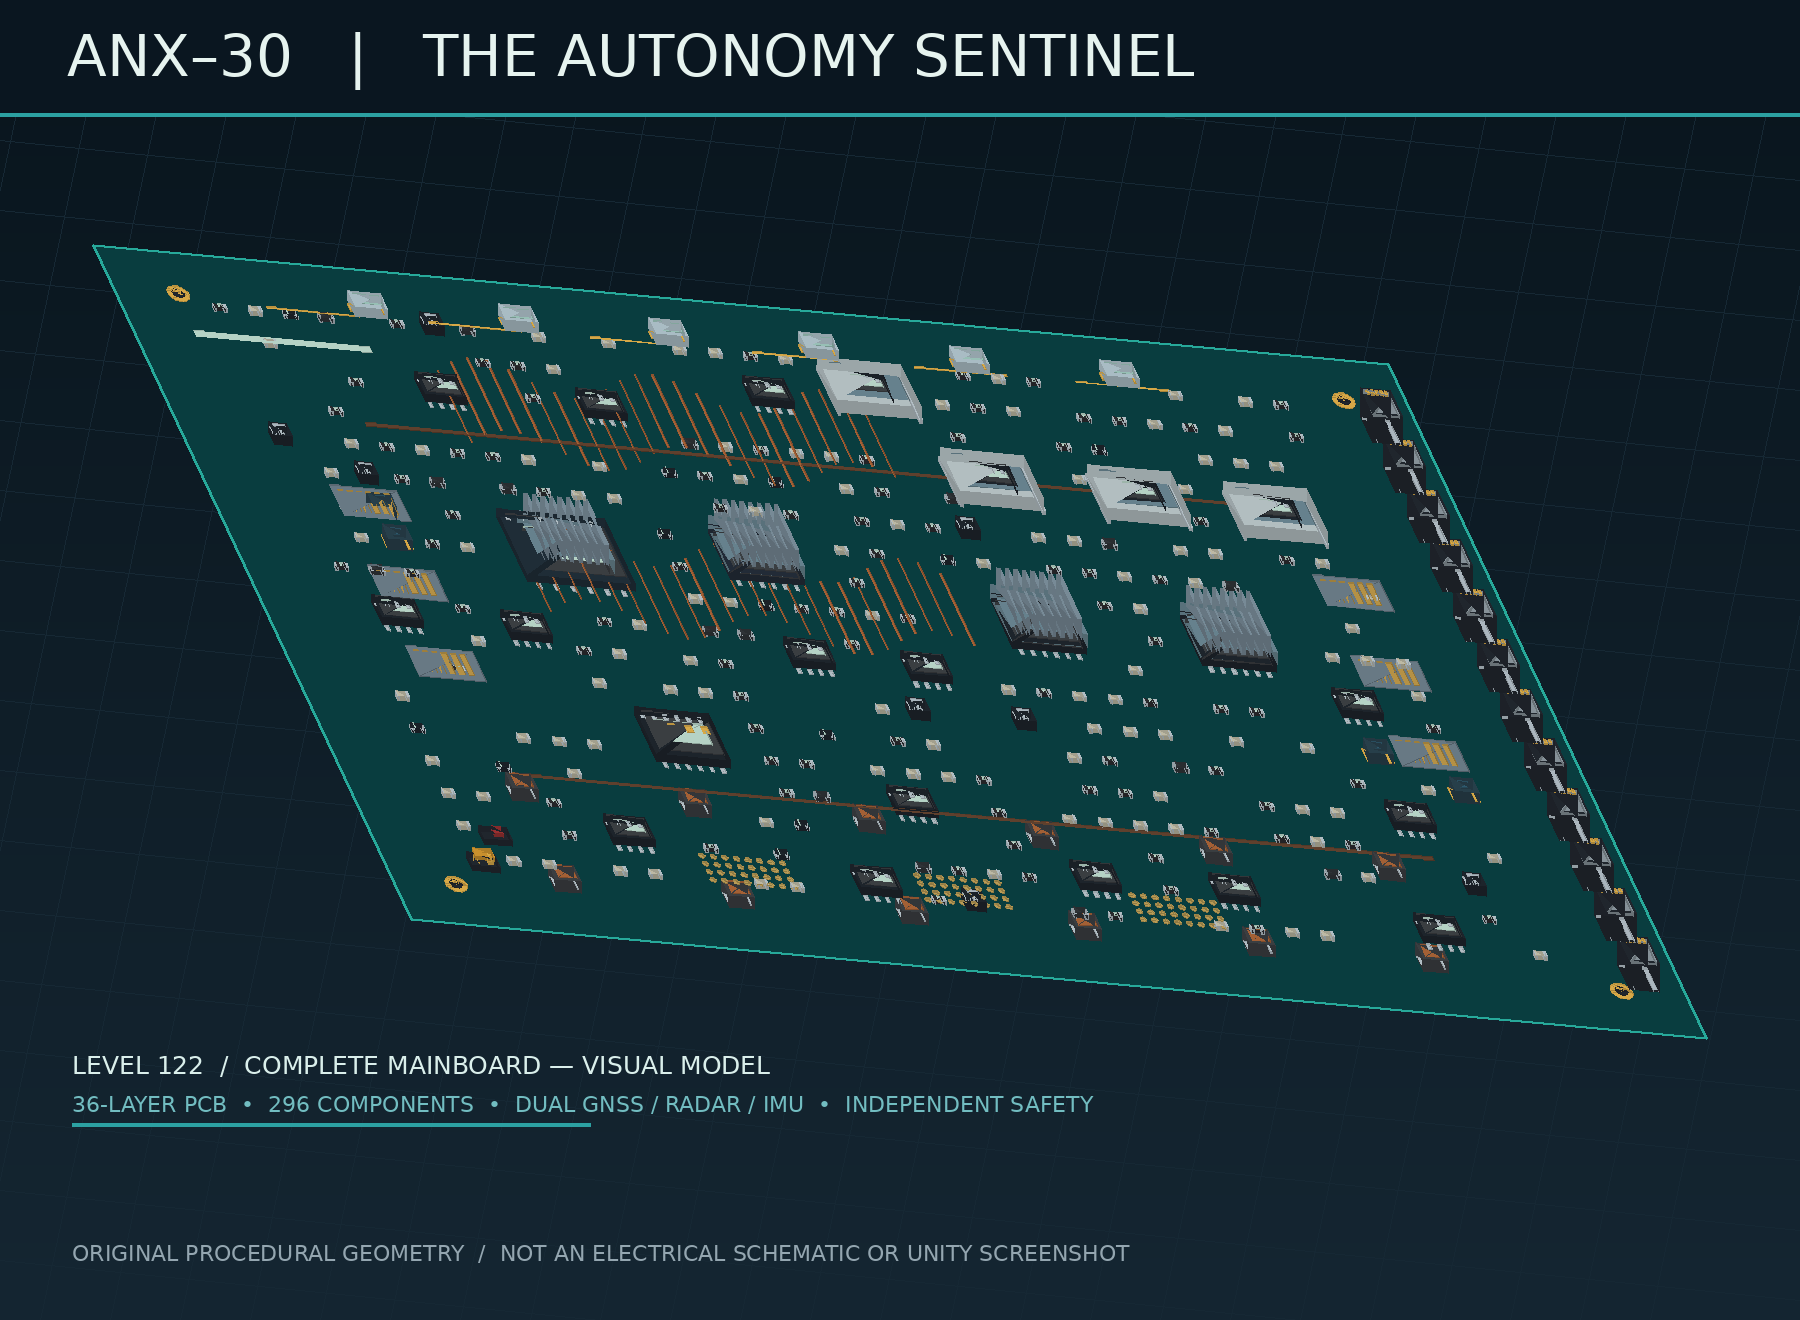 ANX–30 | THE AUTONOMY SENTINEL
LEVEL 122 / COMPLETE MAINBOARD — VISUAL MODEL
36-LAYER PCB • 296 COMPONENTS • DUAL GNSS / RADAR / IMU • INDEPENDENT SAFETY
ORIGINAL PROCEDURAL GEOMETRY / NOT AN ELECTRICAL SCHEMATIC OR UNITY SCREENSHOT